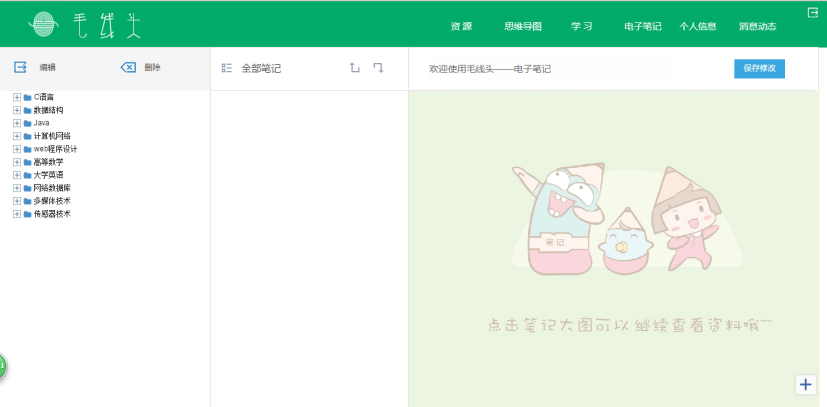 毛线头
资 源 思维导图 学 习 电子笔记 个人信息 消息动态
编辑 删除 全部笔记 欢迎使用毛线头——电子笔记 保存修改
C语言
数据结构
Java
计算机网络
web程序设计
高等数学
大学英语
网络数据库
多媒体技术
传感器技术
笔记
点击笔记大图可以继续查看资料哦~~
1